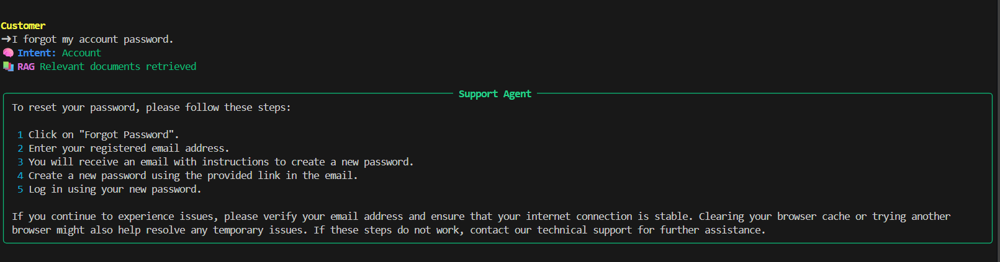 Customer
➔I forgot my account password.
🧠 Intent: Account
📚 RAG Relevant documents retrieved
Support Agent
To reset your password, please follow these steps:
1 Click on "Forgot Password".
2 Enter your registered email address.
3 You will receive an email with instructions to create a new password.
4 Create a new password using the provided link in the email.
5 Log in using your new password.
If you continue to experience issues, please verify your email address and ensure that your internet connection is stable. Clearing your browser cache or trying another
browser might also help resolve any temporary issues. If these steps do not work, contact our technical support for further assistance.